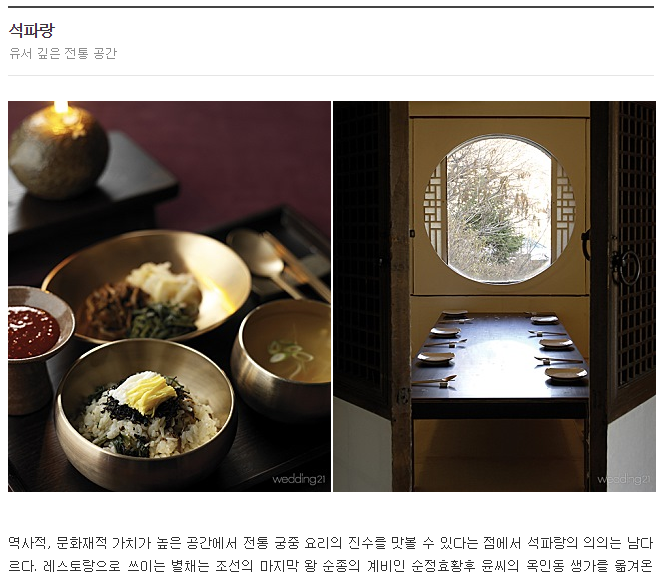 석파랑
유서 깊은 전통 공간
wedding21
wedding21
역사적, 문화재적 가치가 높은 공간에서 전통 궁중 요리의 진수를 맛볼 수 있다는 점에서 석파랑의 의의는 남다
르다. 레스토랑으로 쓰이는 별채는 조선의 마지막 왕 순종의 계비인 순정효황후 윤씨의 옥인동 생가를 옮겨온